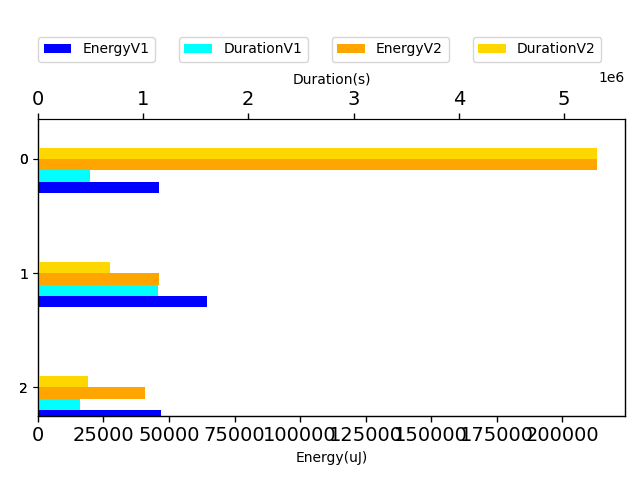 EnergyV1 DurationV1 EnergyV2 DurationV2
Duration(s)
1e6
0 1 2 3 4 5
0
1
2
0 25000 50000 75000 100000 125000 150000 175000 200000
Energy(uJ)